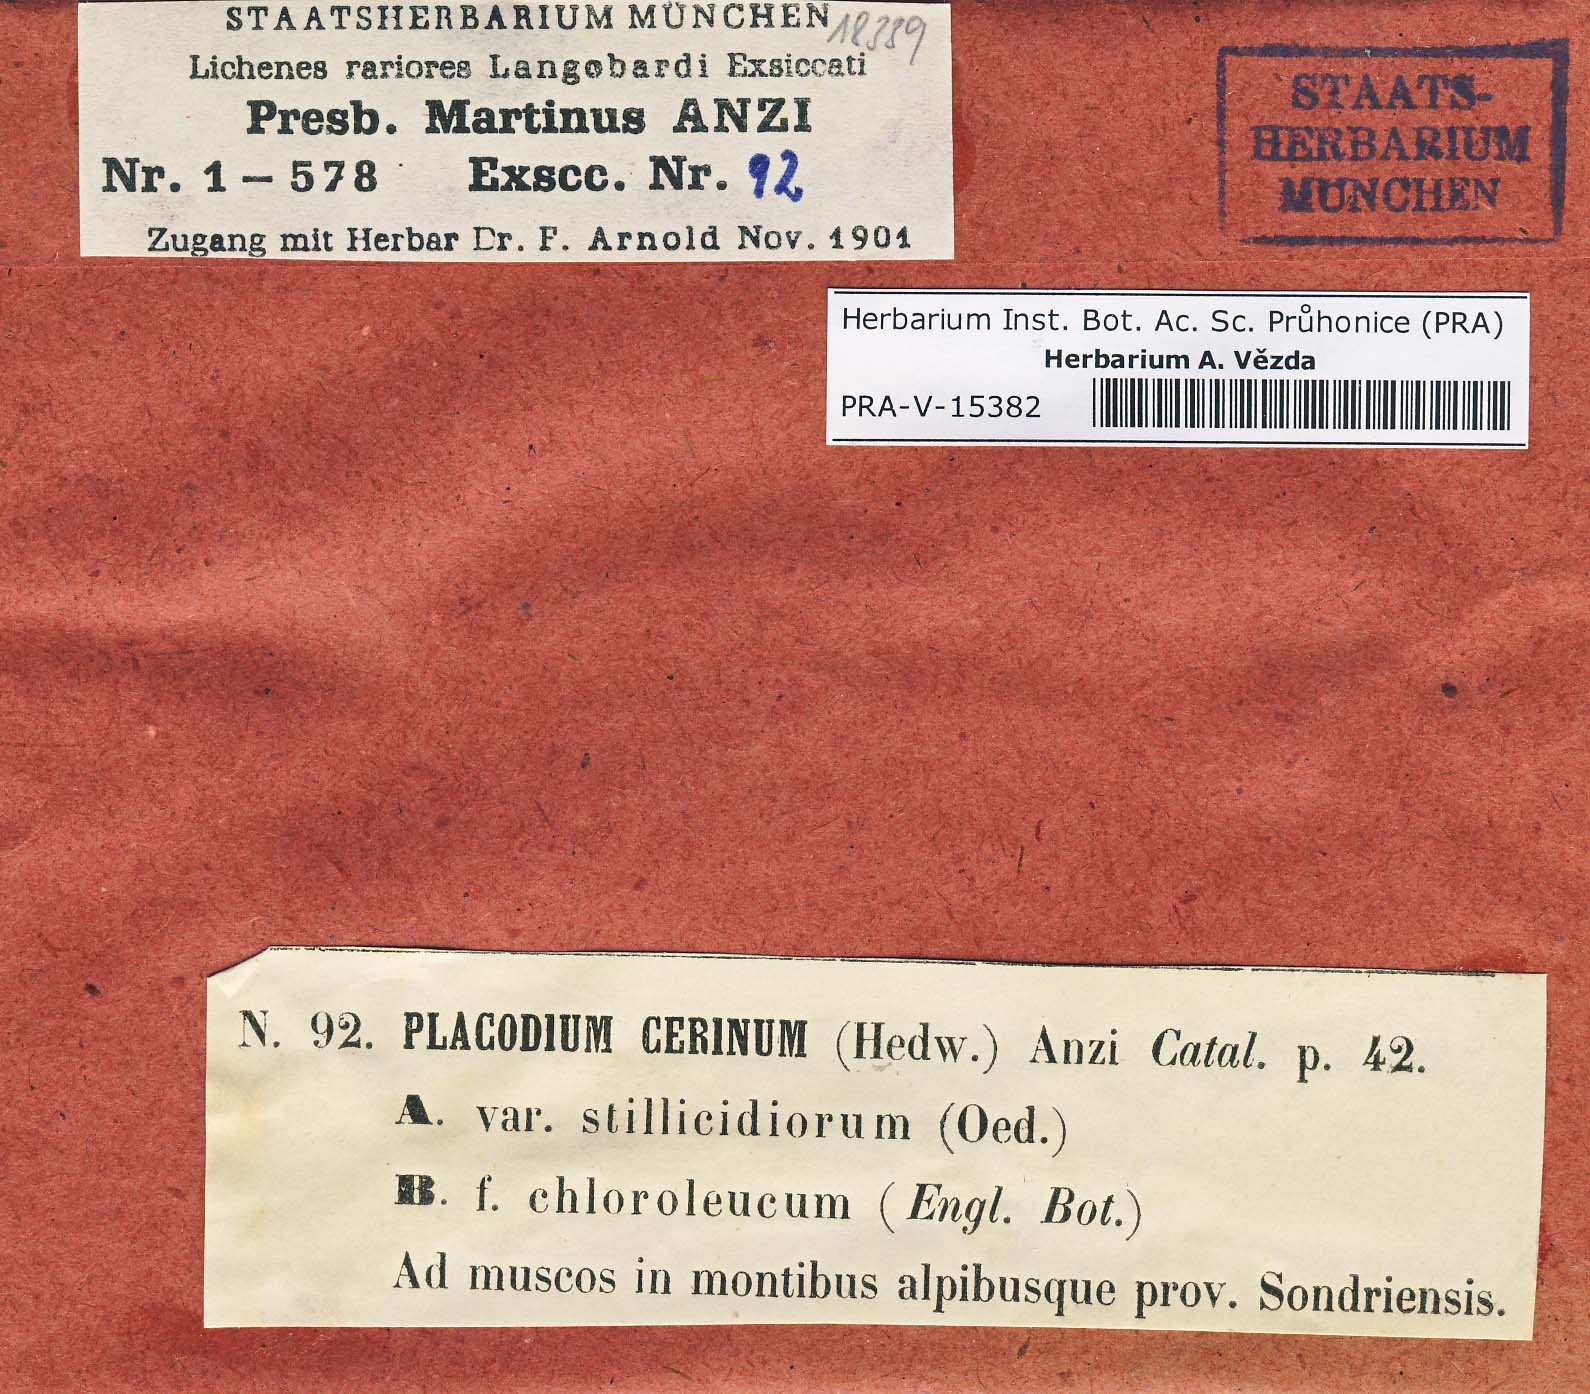 STAATSHERBARIUM MÜNCHEN
18339
Lichenes rariores Langobardi Exsiccati
Presb. Martinus ANZI
Nr. 1 – 578 Exscc. Nr. 92
Zugang mit Herbar Dr. F. Arnold Nov. 1901
STAATS-
HERBARIUM
MÜNCHEN
Herbarium Inst. Bot. Ac. Sc. Průhonice (PRA)
Herbarium A. Vězda
PRA-V-15382
N. 92. PLACODIUM CERINUM (Hedw.) Anzi Catal. p. 42.
A. var. stillicidiorum (Oed.)
B. f. chloroleucum (Engl. Bot.)
Ad muscos in montibus alpibusque prov. Sondriensis.